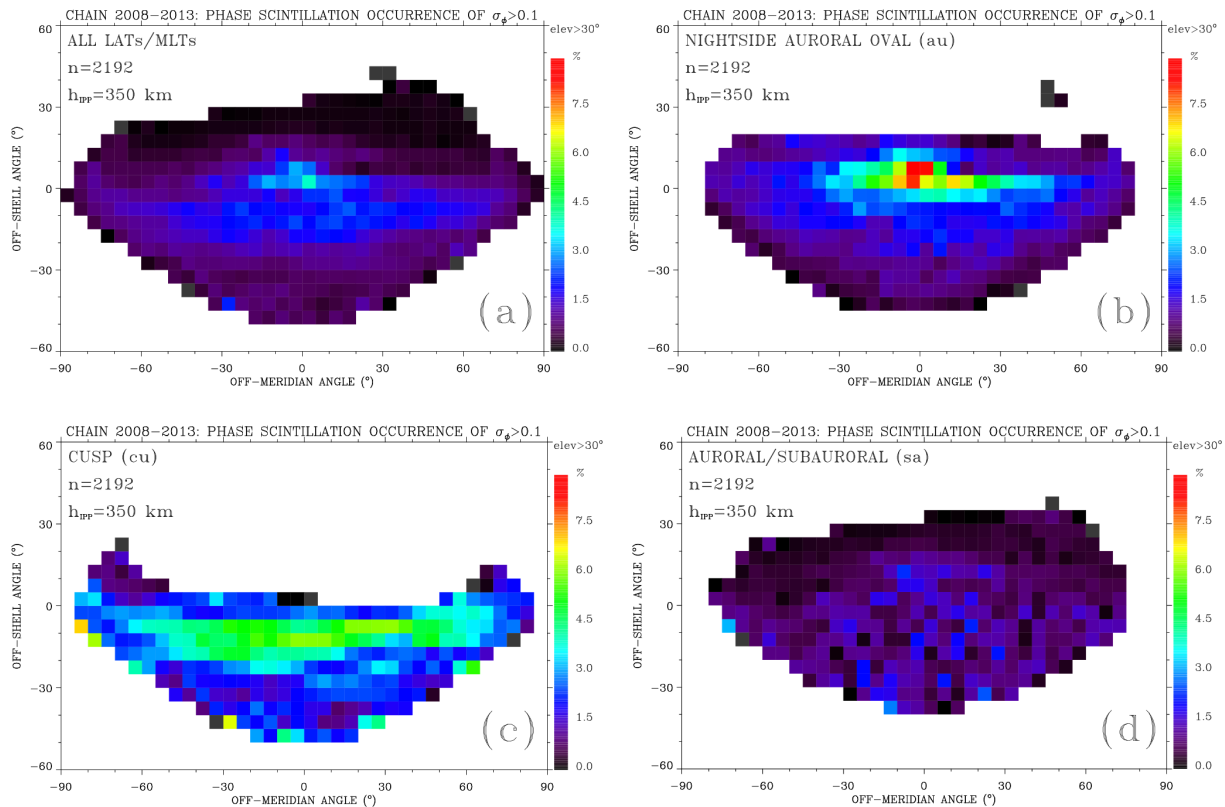 CHAIN 2008-2013: PHASE SCINTILLATION OCCURRENCE OF σϕ>0.1
elev>30°
ALL LATs/MLTs
n=2192
hIPP=350 km
(a)
60
30
0
-30
-60
OFF-SHELL ANGLE (°)
-90 -60 -30 0 30 60 90
OFF-MERIDIAN ANGLE (°)
%
7.5
6.0
4.5
3.0
1.5
0.0
CHAIN 2008-2013: PHASE SCINTILLATION OCCURRENCE OF σϕ>0.1
elev>30°
NIGHTSIDE AURORAL OVAL (au)
n=2192
hIPP=350 km
(b)
60
30
0
-30
-60
OFF-SHELL ANGLE (°)
-90 -60 -30 0 30 60 90
OFF-MERIDIAN ANGLE (°)
%
7.5
6.0
4.5
3.0
1.5
0.0
CHAIN 2008-2013: PHASE SCINTILLATION OCCURRENCE OF σϕ>0.1
elev>30°
CUSP (cu)
n=2192
hIPP=350 km
(c)
60
30
0
-30
-60
OFF-SHELL ANGLE (°)
-90 -60 -30 0 30 60 90
OFF-MERIDIAN ANGLE (°)
%
7.5
6.0
4.5
3.0
1.5
0.0
CHAIN 2008-2013: PHASE SCINTILLATION OCCURRENCE OF σϕ>0.1
elev>30°
AURORAL/SUBAURORAL (sa)
n=2192
hIPP=350 km
(d)
60
30
0
-30
-60
OFF-SHELL ANGLE (°)
-90 -60 -30 0 30 60 90
OFF-MERIDIAN ANGLE (°)
%
7.5
6.0
4.5
3.0
1.5
0.0